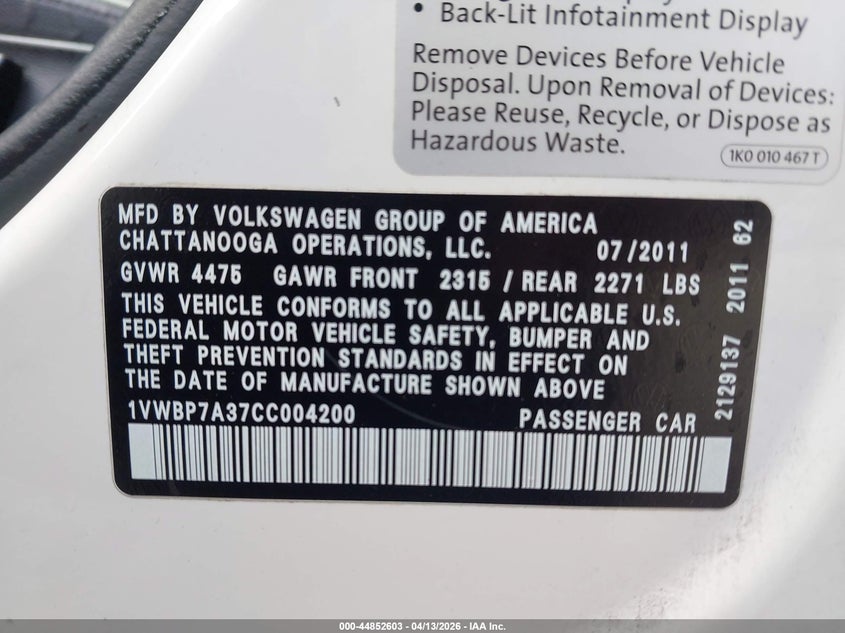 • Back-Lit Infotainment Display
Remove Devices Before Vehicle
Disposal. Upon Removal of Devices:
Please Reuse, Recycle, or Dispose as
Hazardous Waste.
1K0 010 467 T
MFD BY VOLKSWAGEN GROUP OF AMERICA
CHATTANOOGA OPERATIONS, LLC. 07/2011
GVWR 4475 GAWR FRONT 2315 / REAR 2271 LBS
THIS VEHICLE CONFORMS TO ALL APPLICABLE U.S.
FEDERAL MOTOR VEHICLE SAFETY, BUMPER AND
THEFT PREVENTION STANDARDS IN EFFECT ON
THE DATE OF MANUFACTURE SHOWN ABOVE
1VWBP7A37CC004200 PASSENGER CAR
2129137 2011 62
000-44852603 - 04/13/2026 - IAA Inc.